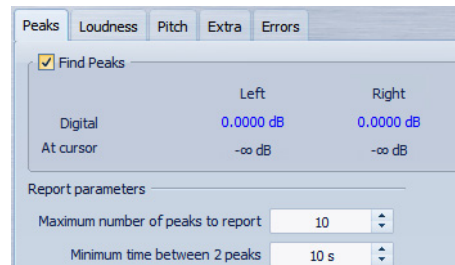 Peaks Loudness Pitch Extra Errors
Find Peaks
Left Right
Digital 0.0000 dB 0.0000 dB
At cursor -∞ dB -∞ dB
Report parameters
Maximum number of peaks to report 10
Minimum time between 2 peaks 10 s